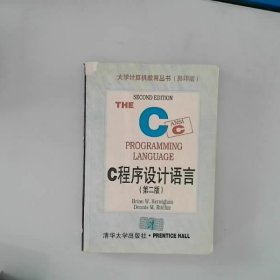 大学计算机教育丛书（影印版）
SECOND EDITION
THE
C
ANSI
C
PROGRAMMING
LANGUAGE
C程序设计语言
（第二版）
Brian W. Kernighan
Dennis M. Ritchie
清华大学出版社・PRENTICE HALL